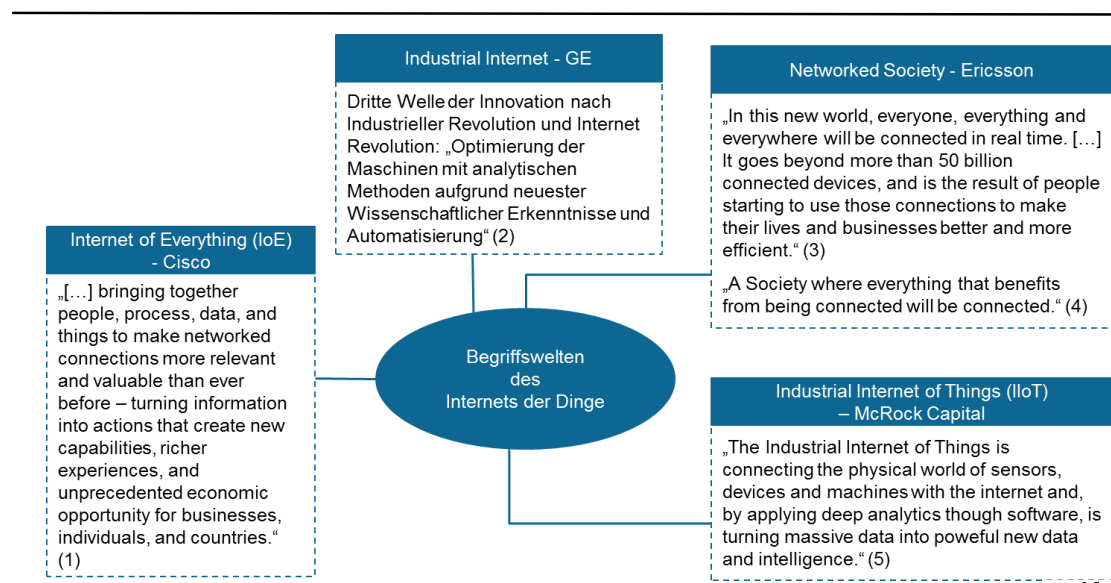 Industrial Internet - GE
Dritte Welle der Innovation nach
Industrieller Revolution und Internet
Revolution: „Optimierung der
Maschinen mit analytischen
Methoden aufgrund neuester
Wissenschaftlicher Erkenntnisse und
Automatisierung“ (2)
Networked Society - Ericsson
„In this new world, everyone, everything and
everywhere will be connected in real time. […]
It goes beyond more than 50 billion
connected devices, and is the result of people
starting to use those connections to make
their lives and businesses better and more
efficient.“ (3)
„A Society where everything that benefits
from being connected will be connected.“ (4)
Internet of Everything (IoE)
- Cisco
„[…] bringing together
people, process, data, and
things to make networked
connections more relevant
and valuable than ever
before – turning information
into actions that create new
capabilities, richer
experiences, and
unprecedented economic
opportunity for businesses,
individuals, and countries.“
(1)
Begriffswelten
des
Internets der Dinge
Industrial Internet of Things (IIoT)
– McRock Capital
„The Industrial Internet of Things is
connecting the physical world of sensors,
devices and machines with the internet and,
by applying deep analytics though software, is
turning massive data into poweful new data
and intelligence.“ (5)